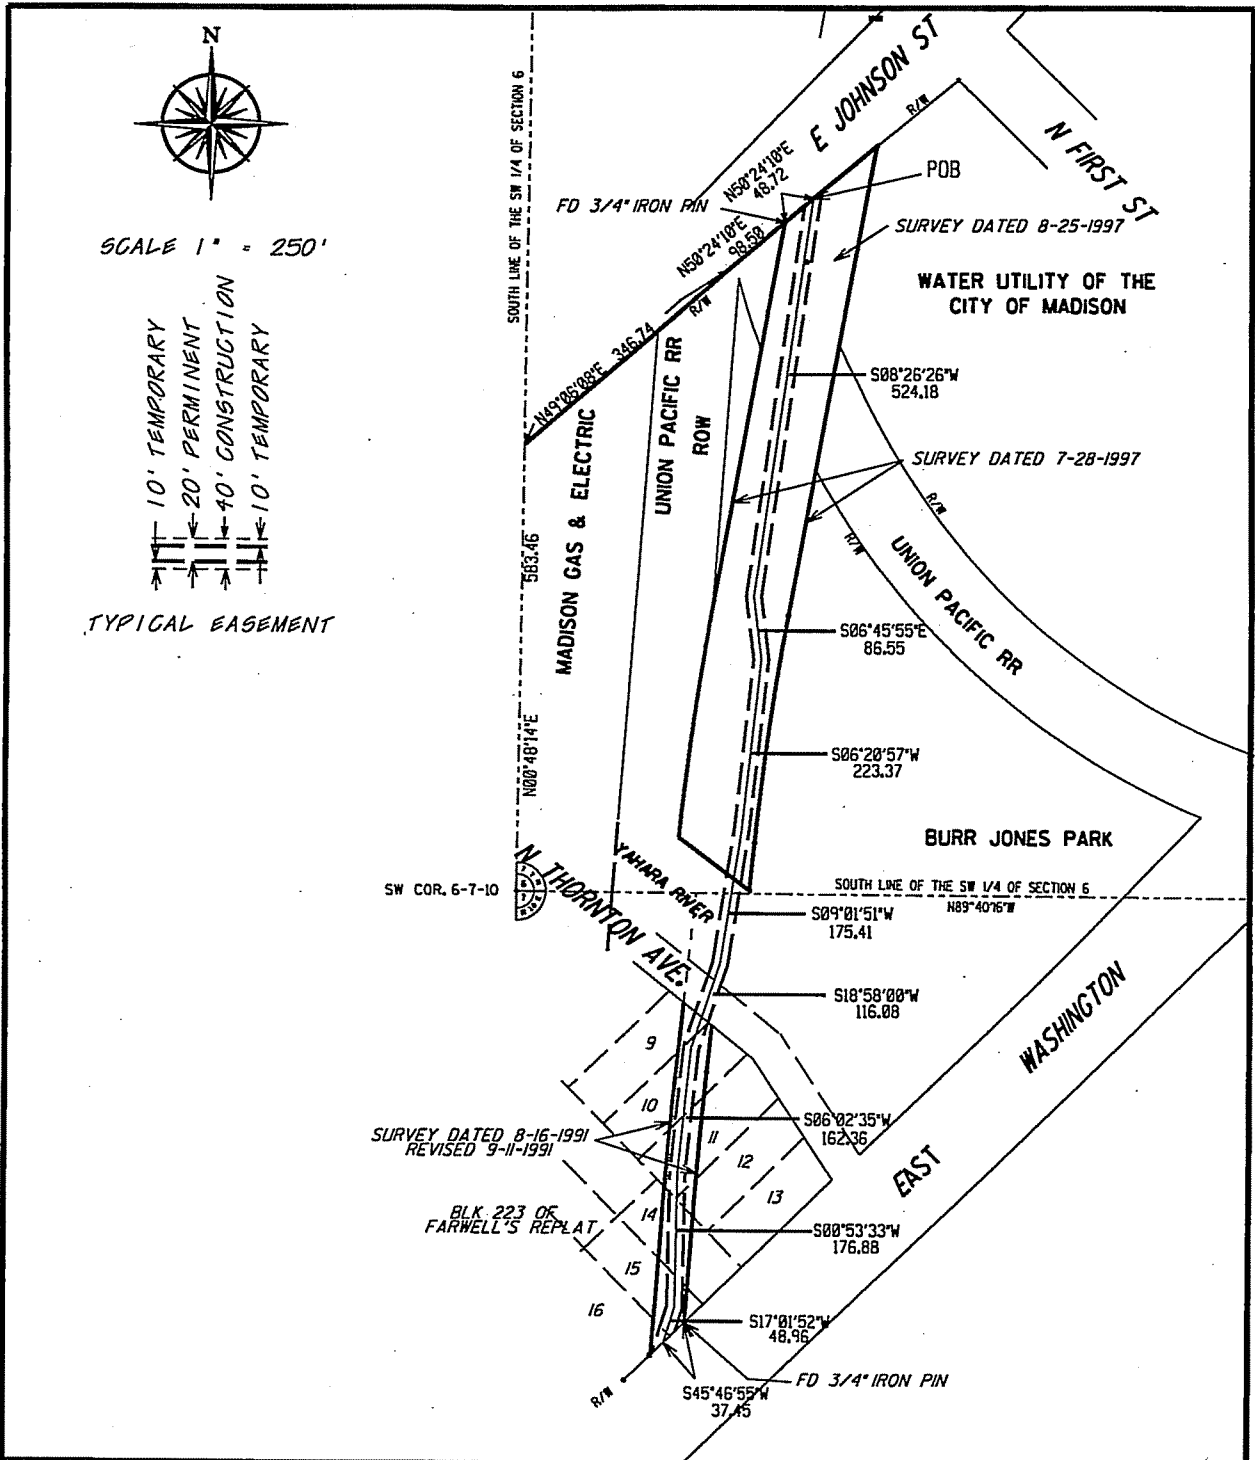 N
SCALE 1" = 250'
10' TEMPORARY
20' PERMINENT
40' CONSTRUCTION
10' TEMPORARY
TYPICAL EASEMENT
SOUTH LINE OF THE SW 1/4 OF SECTION 6
E JOHNSON ST
R/W
N FIRST ST
N50°24'10"E
48.72
POB
FD 3/4" IRON PIN
SURVEY DATED 8-25-1997
N50°24'10"E
98.50
R/W
WATER UTILITY OF THE
CITY OF MADISON
N49°06'08"E 346.74
UNION PACIFIC RR
ROW
MADISON GAS & ELECTRIC
S08°26'26"W
524.18
SURVEY DATED 7-28-1997
R/W
R/W
UNION PACIFIC RR
583.46
N00°48'14"E
S06°45'55"E
86.55
S06°20'57"W
223.37
BURR JONES PARK
YAHARA RIVER
N THORNTON AVE.
SW COR. 6-7-10
SOUTH LINE OF THE SW 1/4 OF SECTION 6
N89°40'16"W
S09°01'51"W
175.41
S18°58'00"W
116.08
EAST WASHINGTON
9
10
11
12
13
14
15
16
S06°02'35"W
162.36
SURVEY DATED 8-16-1991
REVISED 9-11-1991
BLK 223 OF
FARWELL'S REPLAT
S00°53'33"W
176.88
S17°01'52"W
48.96
FD 3/4" IRON PIN
S45°46'55"W
37.45
R/W